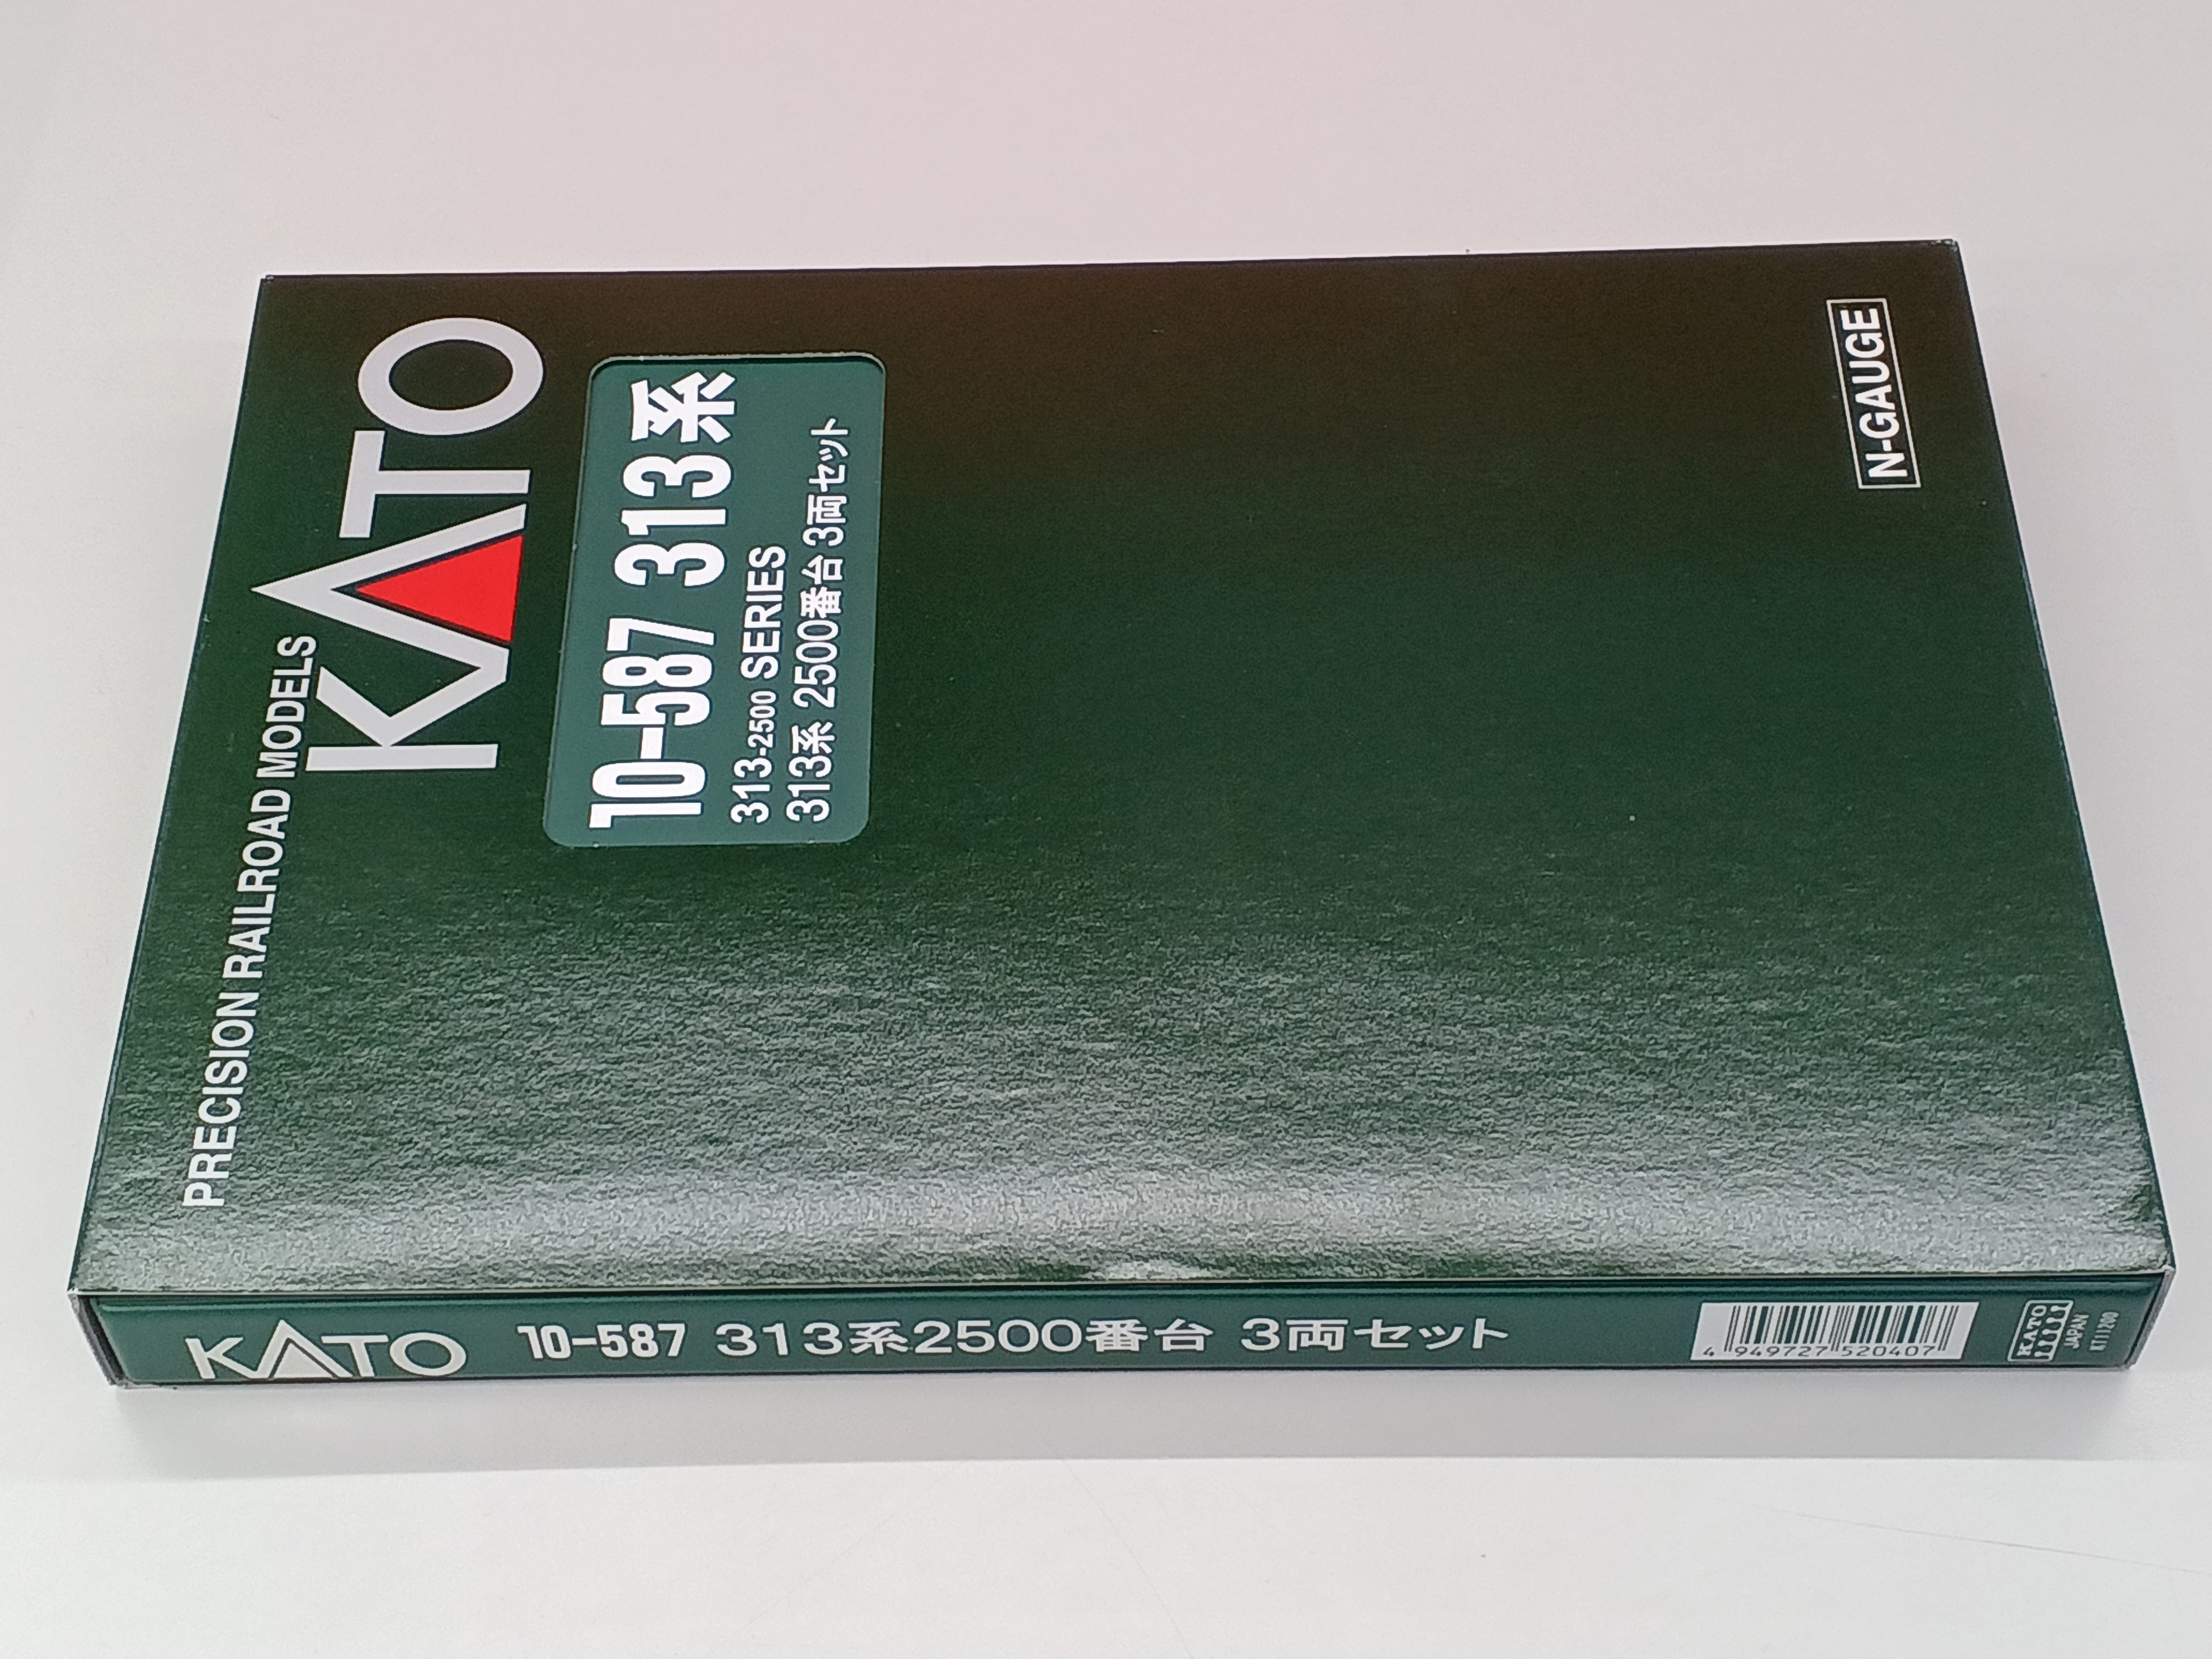 PRECISION RAILROAD MODELS
KATO
10-587 313系
313-2500 SERIES
313系 2500番台 3両セット
N-GAUGE
KATO 10-587 313系2500番台 3両セット
4 949727 520407
KATO
JAPAN